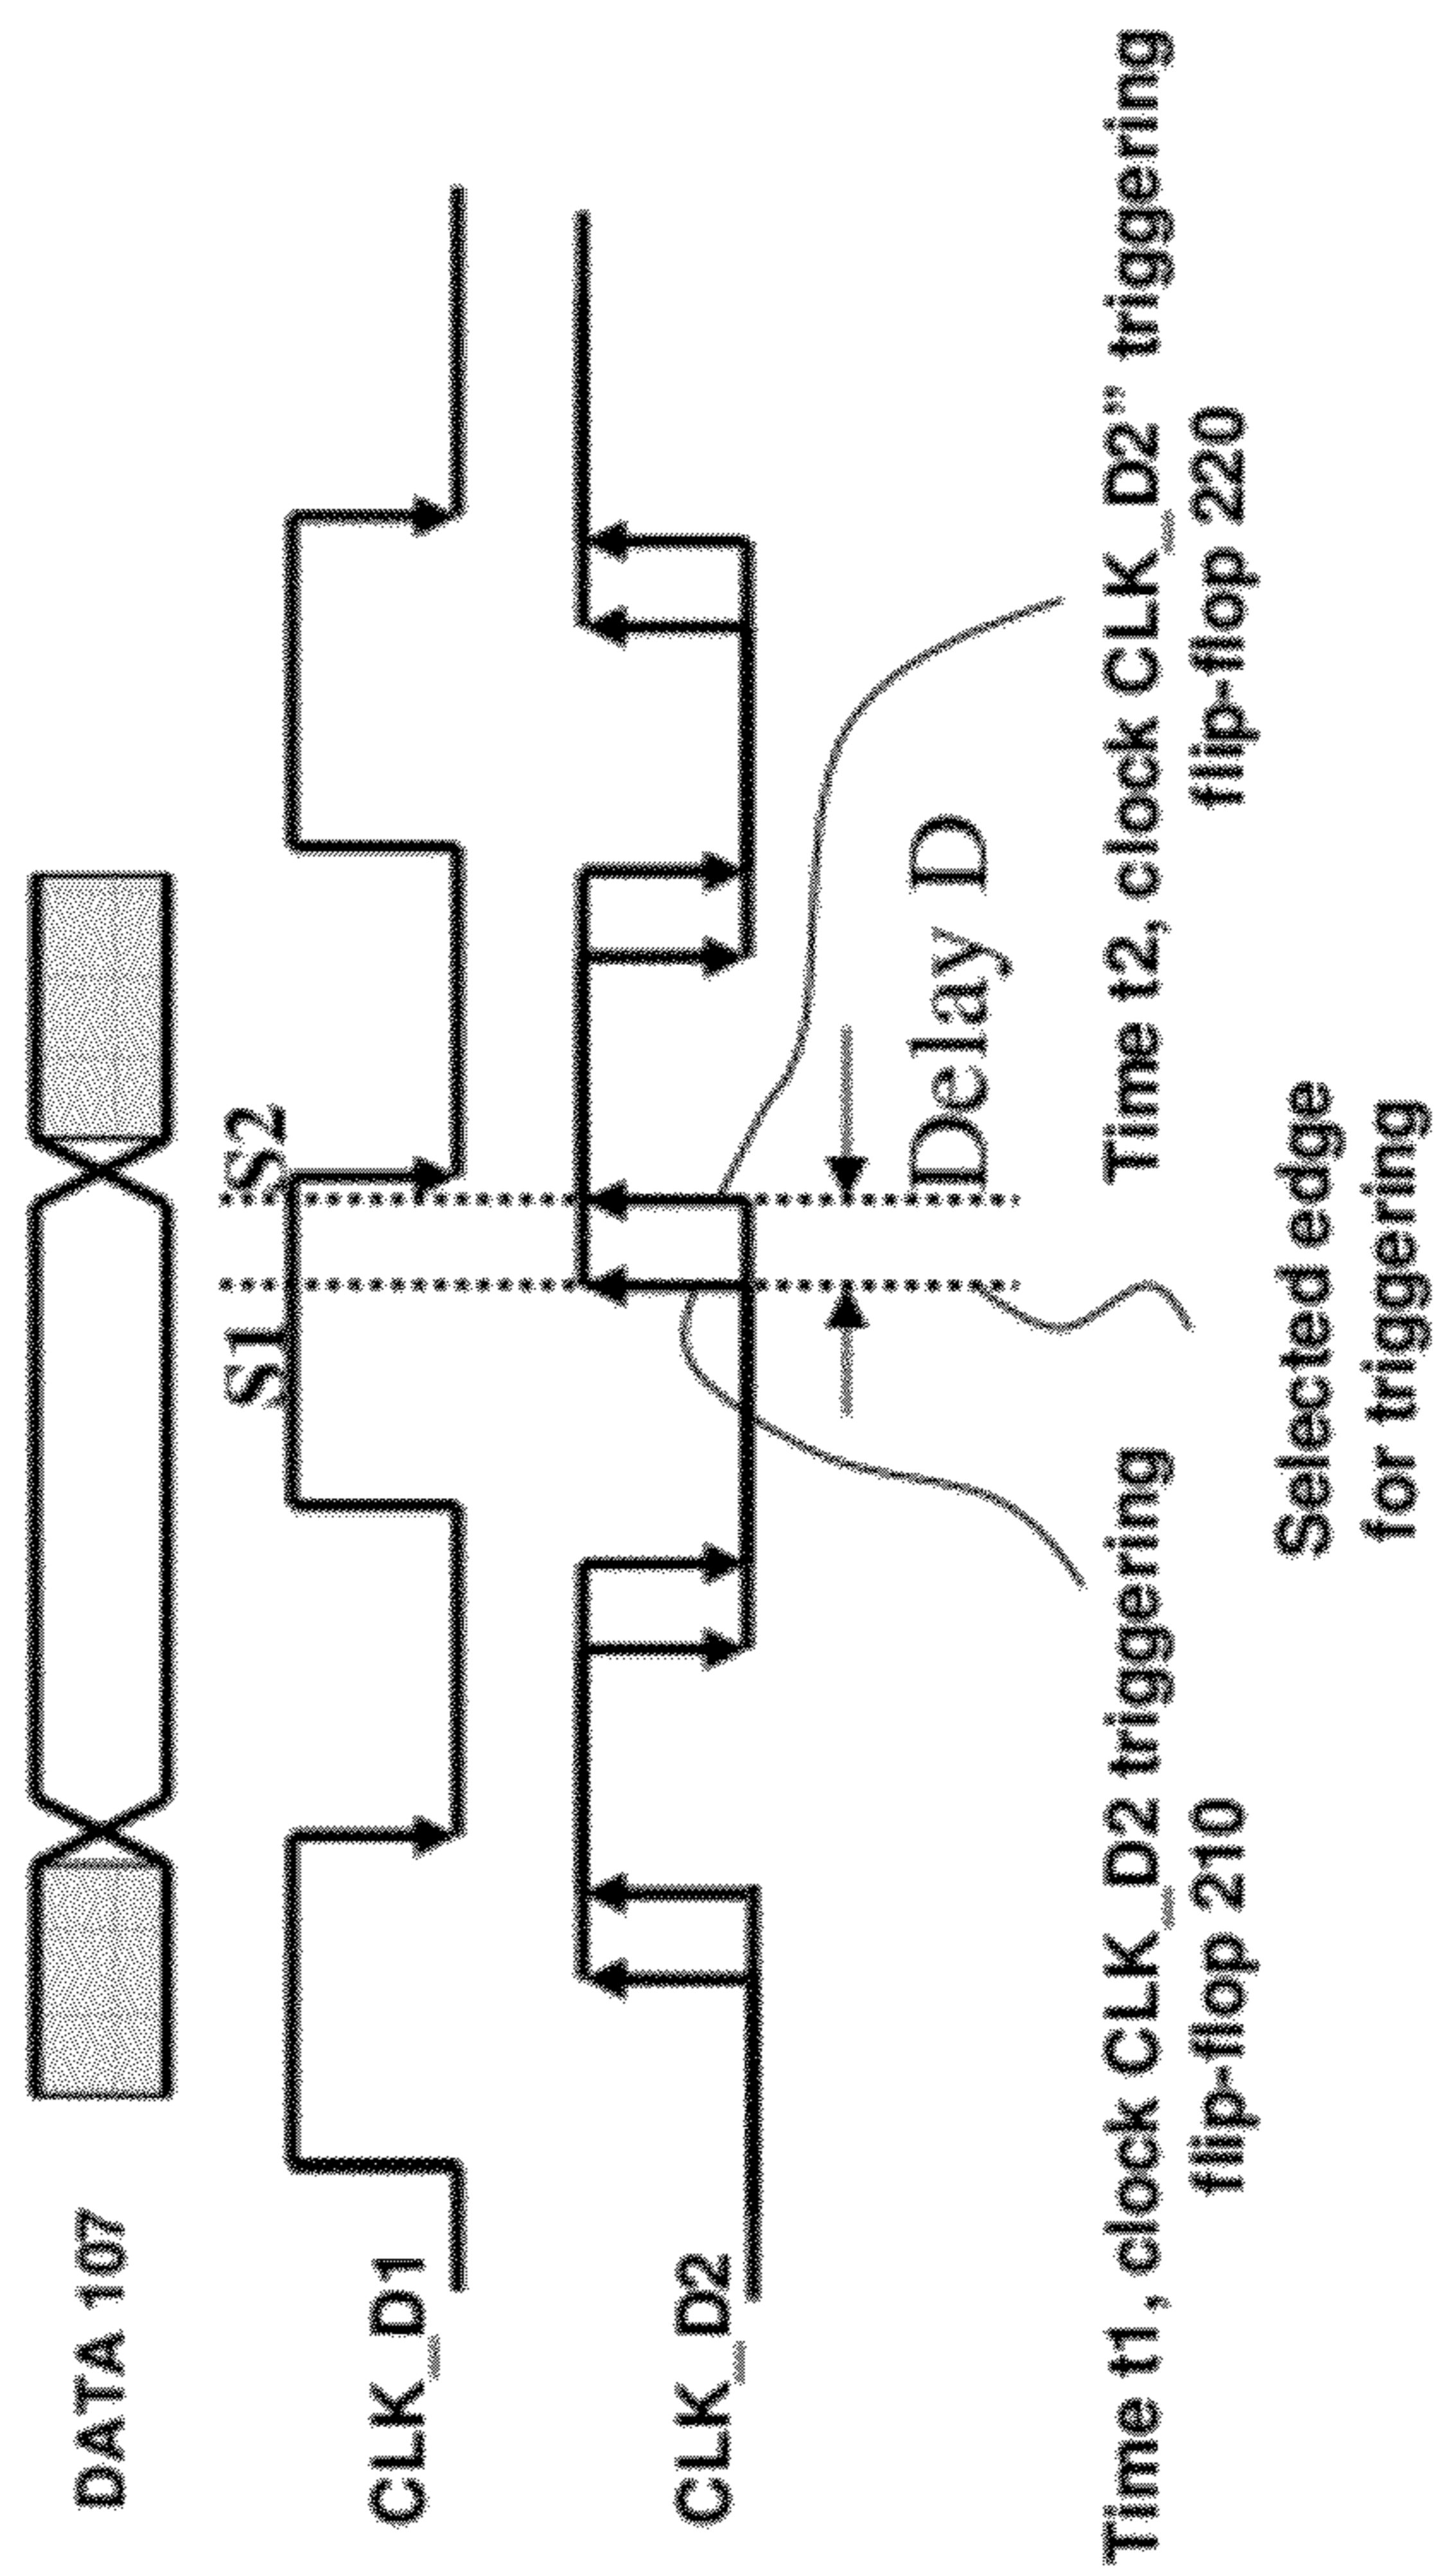 DATA 107
S1
S2
CLK_D1
CLK_D2
Delay D
Time t1, clock CLK_D2 triggering
flip-flop 210
Time t2, clock CLK_D2" triggering
flip-flop 220
Selected edge
for triggering